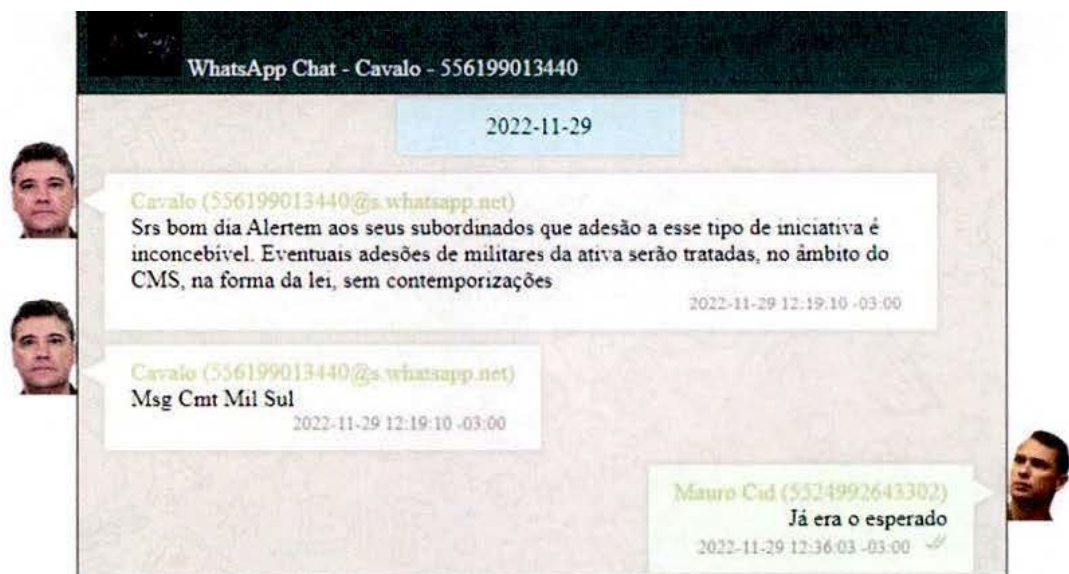 WhatsApp Chat - Cavalo - 556199013440
2022-11-29
Cavalo (556199013440@s.whatsapp.net)
Srs bom dia Alertem aos seus subordinados que adesão a esse tipo de iniciativa é
inconcebível. Eventuais adesões de militares da ativa serão tratadas, no âmbito do
CMS, na forma da lei, sem contemporizações
2022-11-29 12:19:10 -03:00
Cavalo (556199013440@s.whatsapp.net)
Msg Cmt Mil Sul
2022-11-29 12:19:10 -03:00
Mauro Cid (5524992643302)
Já era o esperado
2022-11-29 12:36:03 -03:00